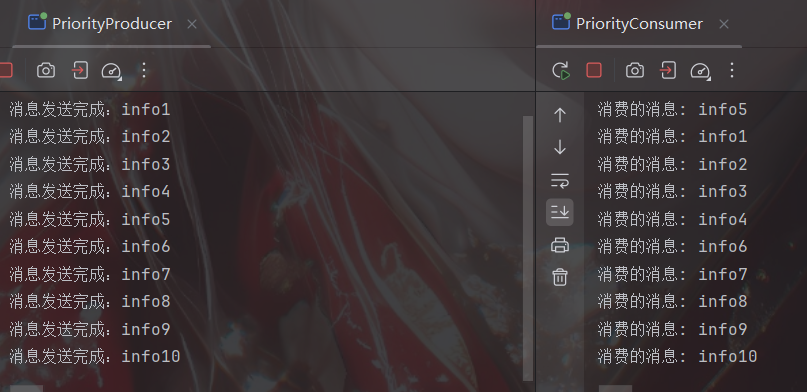 PriorityProducer
消息发送完成：info1
消息发送完成：info2
消息发送完成：info3
消息发送完成：info4
消息发送完成：info5
消息发送完成：info6
消息发送完成：info7
消息发送完成：info8
消息发送完成：info9
消息发送完成：info10
PriorityConsumer
消费的消息: info5
消费的消息: info1
消费的消息: info2
消费的消息: info3
消费的消息: info4
消费的消息: info6
消费的消息: info7
消费的消息: info8
消费的消息: info9
消费的消息: info10